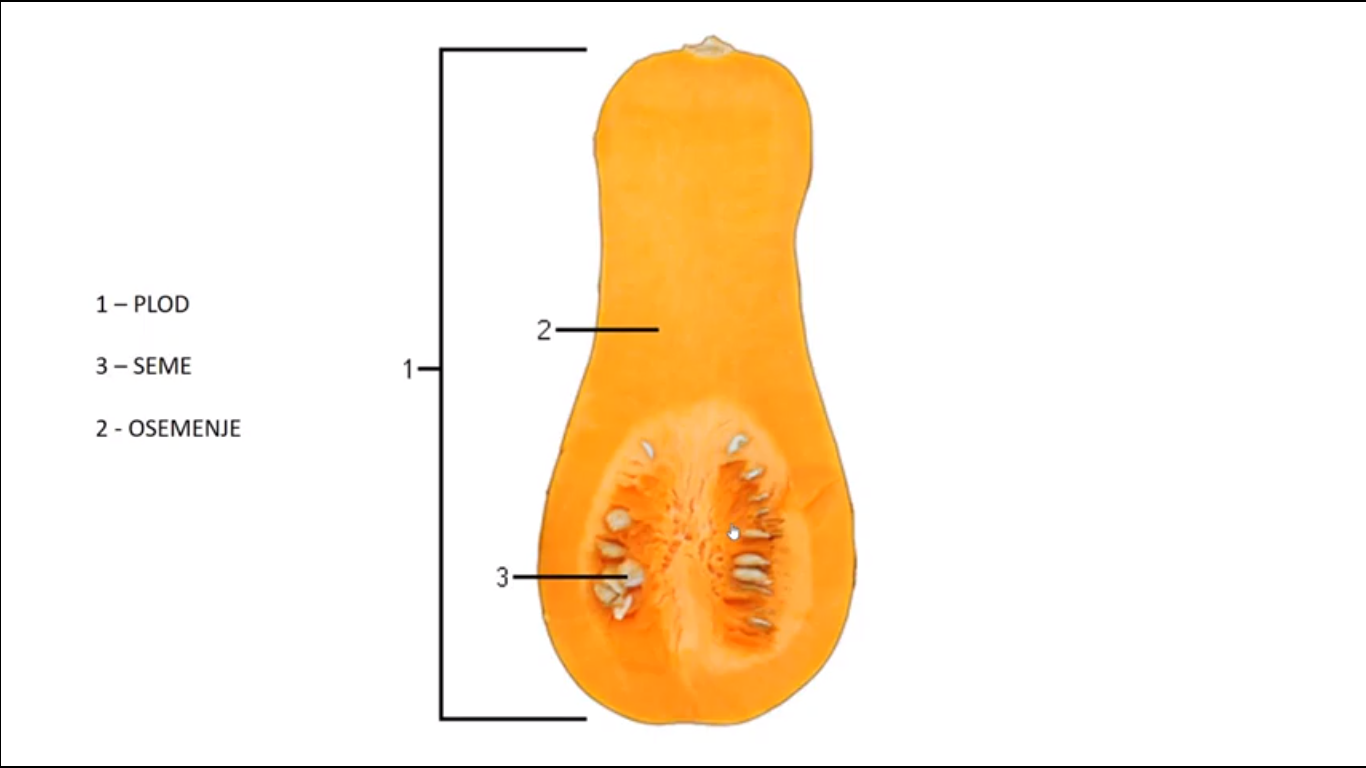 1 – PLOD
3 – SEME
2 - OSEMENJE
1
2
3